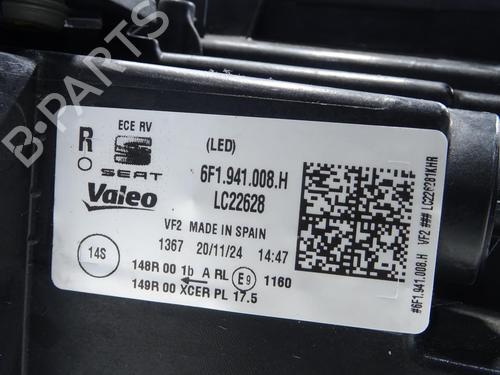 B-PARTS
ECE RV
R
(LED)
SEAT
6F1.941.008.H
Valeo
LC22628
VF2 MADE IN SPAIN
1367 20/11/24 14:47
14S
148R 00 1b A RL E9 1160
149R 00 XCER PL 17.5
#6F1.941.008.H VF2 ### LC226281KHR